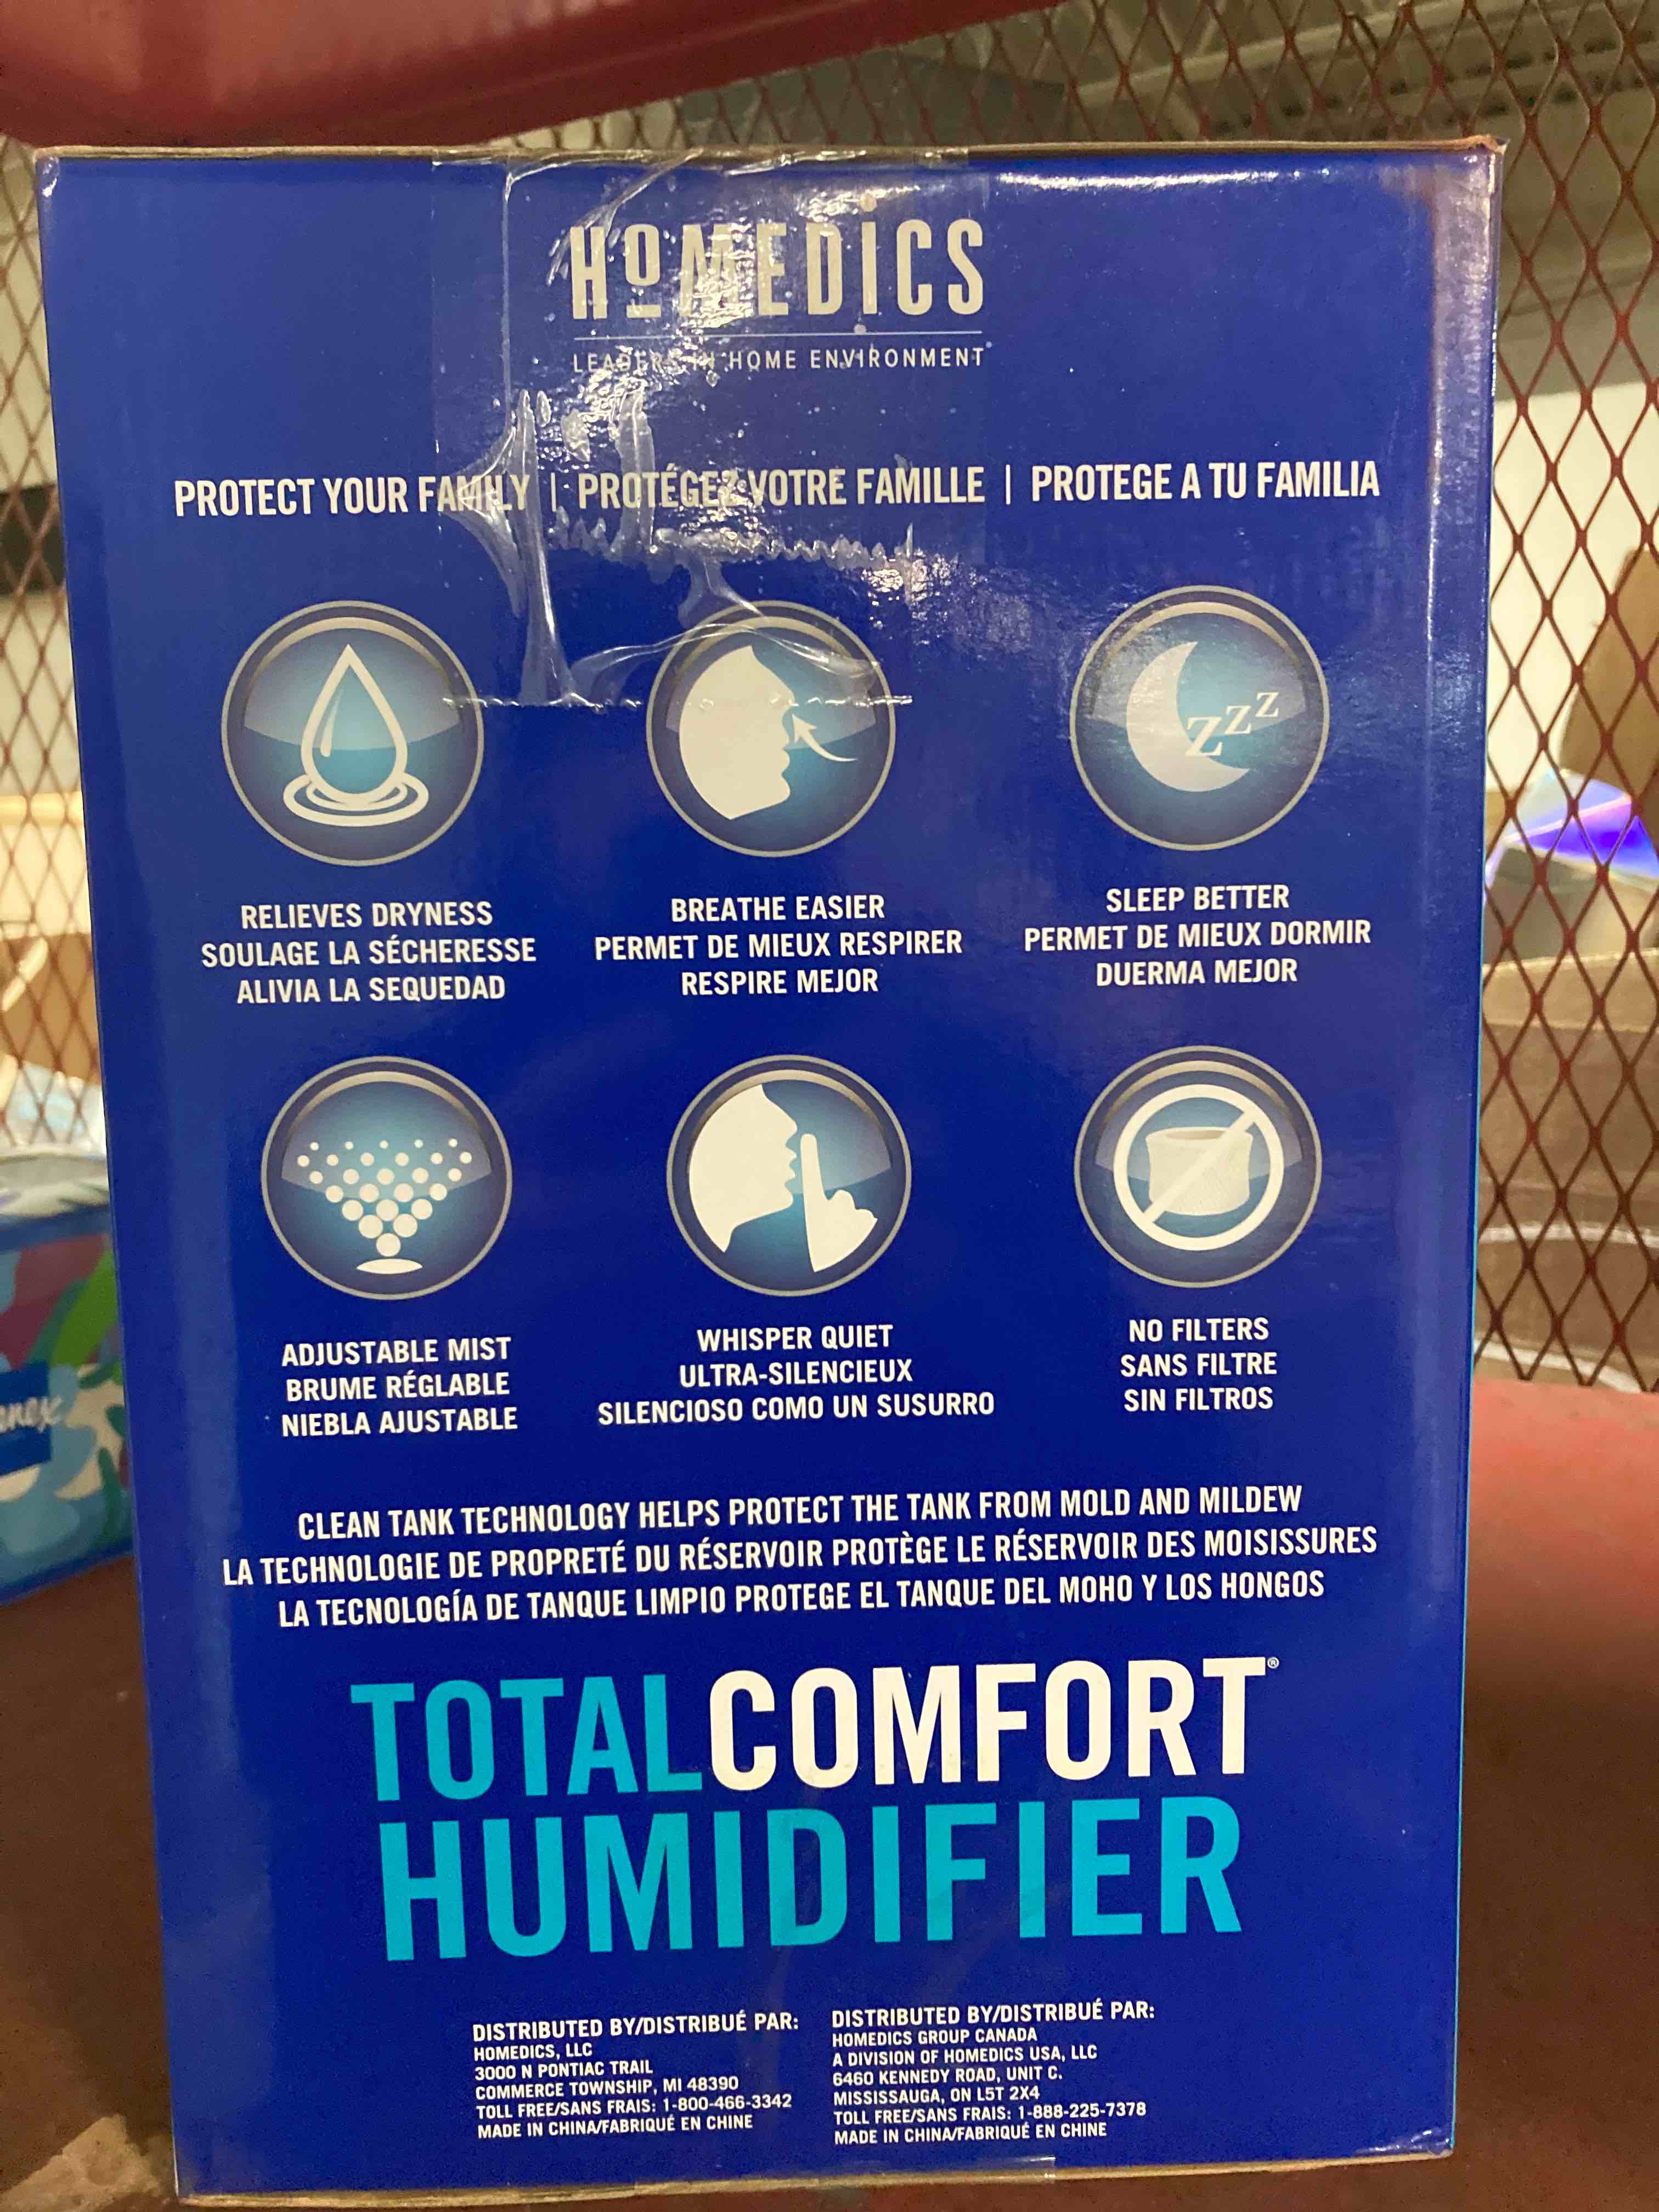 HoMEDiCS
LEADERS IN HOME ENVIRONMENT
PROTECT YOUR FAMILY | PROTÉGEZ VOTRE FAMILLE | PROTEGE A TU FAMILIA
zzz
RELIEVES DRYNESS
SOULAGE LA SÉCHERESSE
ALIVIA LA SEQUEDAD
BREATHE EASIER
PERMET DE MIEUX RESPIRER
RESPIRE MEJOR
SLEEP BETTER
PERMET DE MIEUX DORMIR
DUERMA MEJOR
ADJUSTABLE MIST
BRUME RÉGLABLE
NIEBLA AJUSTABLE
WHISPER QUIET
ULTRA-SILENCIEUX
SILENCIOSO COMO UN SUSURRO
NO FILTERS
SANS FILTRE
SIN FILTROS
CLEAN TANK TECHNOLOGY HELPS PROTECT THE TANK FROM MOLD AND MILDEW
LA TECHNOLOGIE DE PROPRETÉ DU RÉSERVOIR PROTÈGE LE RÉSERVOIR DES MOISISSURES
LA TECNOLOGÍA DE TANQUE LIMPIO PROTEGE EL TANQUE DEL MOHO Y LOS HONGOS
TOTALCOMFORT®
HUMIDIFIER
DISTRIBUTED BY/DISTRIBUÉ PAR:
HOMEDICS, LLC
3000 N PONTIAC TRAIL
COMMERCE TOWNSHIP, MI 48390
TOLL FREE/SANS FRAIS: 1-800-466-3342
MADE IN CHINA/FABRIQUÉ EN CHINE
DISTRIBUTED BY/DISTRIBUÉ PAR:
HOMEDICS GROUP CANADA
A DIVISION OF HOMEDICS USA, LLC
6460 KENNEDY ROAD, UNIT C.
MISSISSAUGA, ON L5T 2X4
TOLL FREE/SANS FRAIS: 1-888-225-7378
MADE IN CHINA/FABRIQUÉ EN CHINE